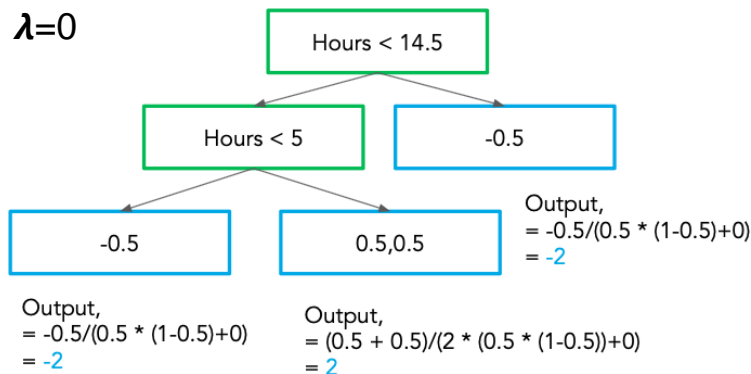 λ=0
Hours < 14.5
Hours < 5
-0.5
-0.5
0.5,0.5
Output,
= -0.5/(0.5 * (1-0.5)+0)
= -2
Output,
= -0.5/(0.5 * (1-0.5)+0)
= -2
Output,
= (0.5 + 0.5)/(2 * (0.5 * (1-0.5))+0)
= 2